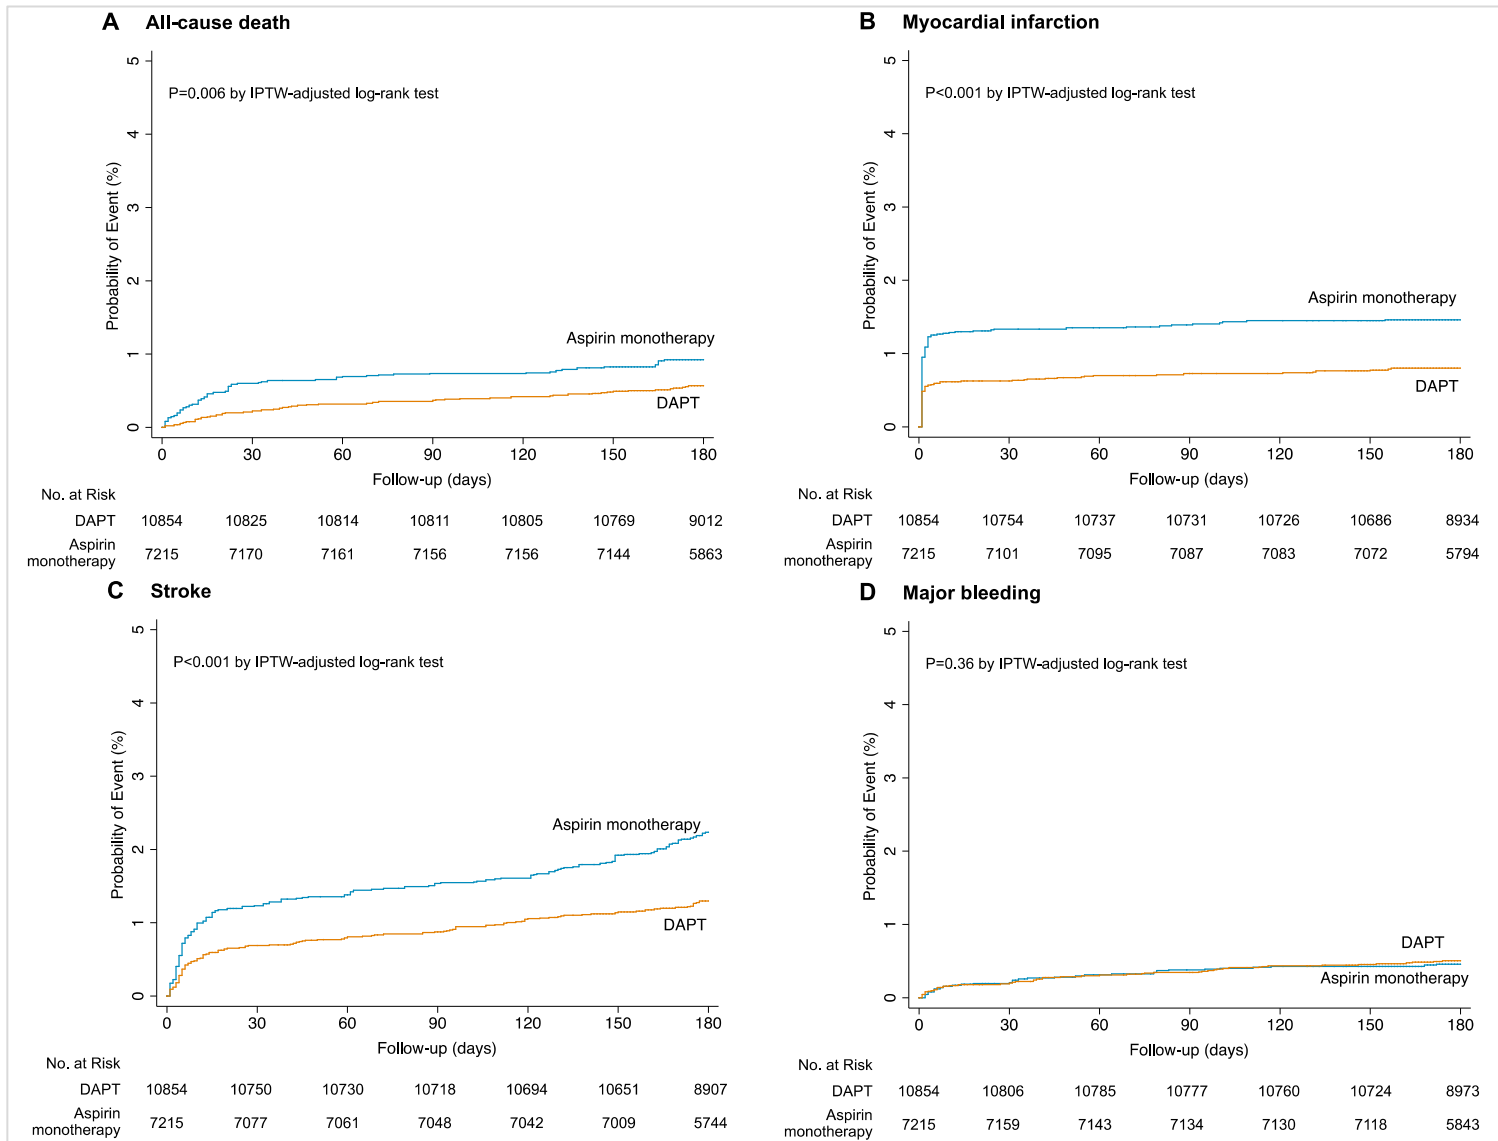 A All-cause death
5
4
3
2
1
0
Probability of Event (%)
P=0.006 by IPTW-adjusted log-rank test
Aspirin monotherapy
DAPT
0 30 60 90 120 150 180
Follow-up (days)
No. at Risk
DAPT 10854 10825 10814 10811 10805 10769 9012
Aspirin
monotherapy 7215 7170 7161 7156 7156 7144 5863
B Myocardial infarction
5
4
3
2
1
0
Probability of Event (%)
P<0.001 by IPTW-adjusted log-rank test
Aspirin monotherapy
DAPT
0 30 60 90 120 150 180
Follow-up (days)
No. at Risk
DAPT 10854 10754 10737 10731 10726 10686 8934
Aspirin
monotherapy 7215 7101 7095 7087 7083 7072 5794
C Stroke
5
4
3
2
1
0
Probability of Event (%)
P<0.001 by IPTW-adjusted log-rank test
Aspirin monotherapy
DAPT
0 30 60 90 120 150 180
Follow-up (days)
No. at Risk
DAPT 10854 10750 10730 10718 10694 10651 8907
Aspirin
monotherapy 7215 7077 7061 7048 7042 7009 5744
D Major bleeding
5
4
3
2
1
0
Probability of Event (%)
P=0.36 by IPTW-adjusted log-rank test
DAPT
Aspirin monotherapy
0 30 60 90 120 150 180
Follow-up (days)
No. at Risk
DAPT 10854 10806 10785 10777 10760 10724 8973
Aspirin
monotherapy 7215 7159 7143 7134 7130 7118 5843